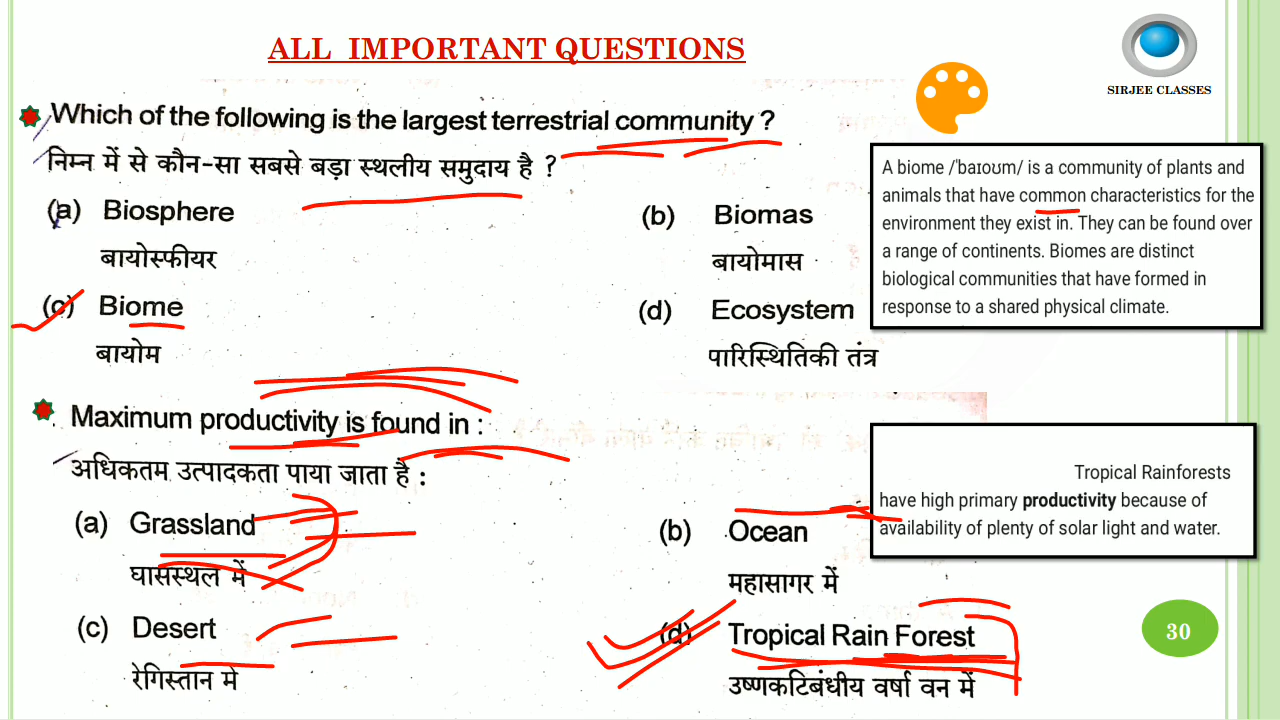 ALL IMPORTANT QUESTIONS
SIRJEE CLASSES
Which of the following is the largest terrestrial community ?
निम्न में से कौन-सा सबसे बड़ा स्थलीय समुदाय है ?
(a) Biosphere
बायोस्फीयर
(b) Biomas
बायोमास
(c) Biome
बायोम
(d) Ecosystem
पारिस्थितिकी तंत्र
A biome /ˈbaɪoʊm/ is a community of plants and
animals that have common characteristics for the
environment they exist in. They can be found over
a range of continents. Biomes are distinct
biological communities that have formed in
response to a shared physical climate.
Maximum productivity is found in :
अधिकतम उत्पादकता पाया जाता है :
(a) Grassland
घासस्थल में
(b) Ocean
महासागर में
(c) Desert
रेगिस्तान मे
(d) Tropical Rain Forest
उष्णकटिबंधीय वर्षा वन में
Tropical Rainforests
have high primary productivity because of
availability of plenty of solar light and water.
30